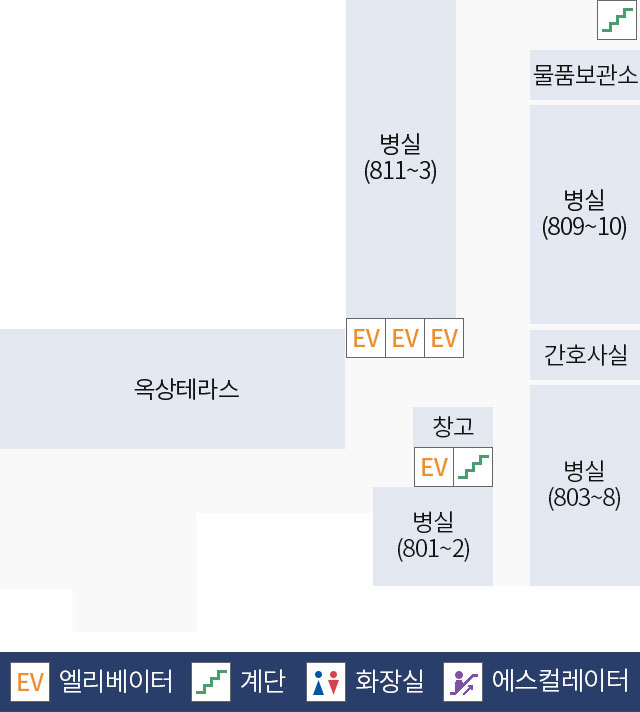 물품보관소
병실
(811~3)
병실
(809~10)
EV EV EV
간호사실
옥상테라스
창고
EV
병실
(803~8)
병실
(801~2)
EV 엘리베이터 계단 화장실 에스컬레이터